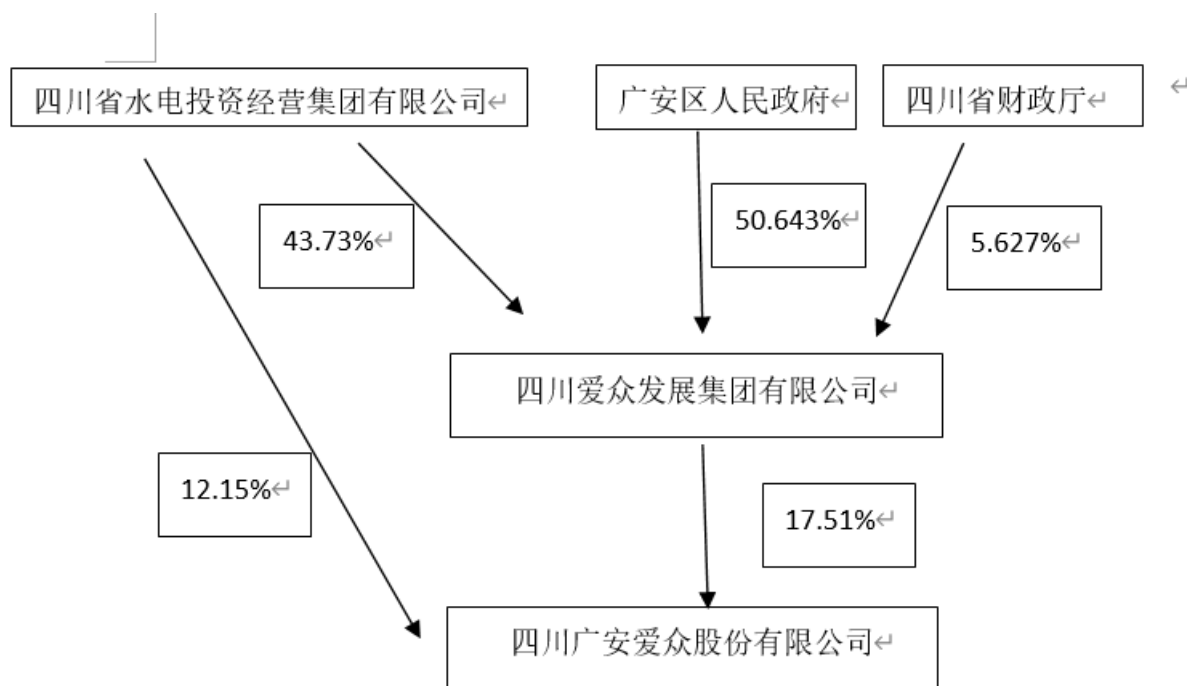 四川省水电投资经营集团有限公司
广安区人民政府
四川省财政厅
43.73%
50.643%
5.627%
四川爱众发展集团有限公司
12.15%
17.51%
四川广安爱众股份有限公司